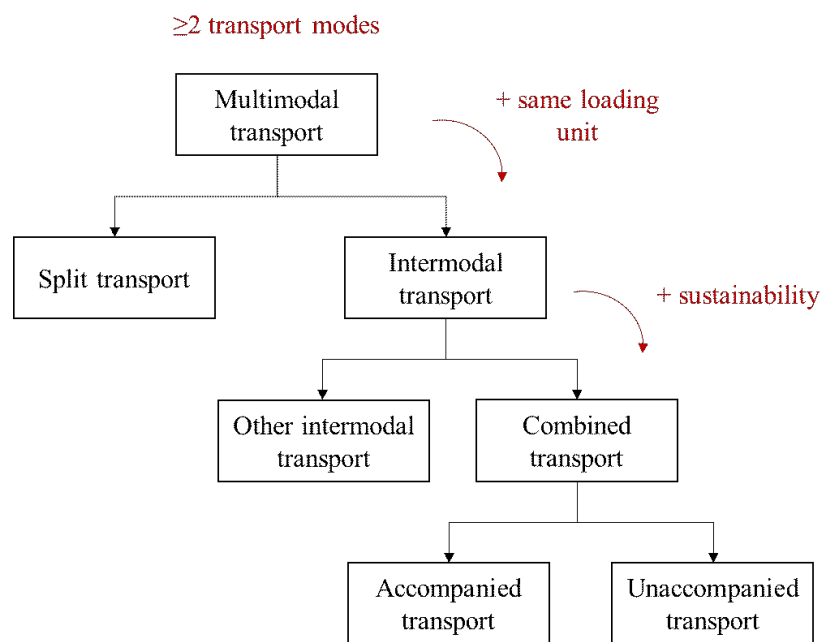 ≥2 transport modes
Multimodal
transport
+ same loading
unit
Split transport
Intermodal
transport
+ sustainability
Other intermodal
transport
Combined
transport
Accompanied
transport
Unaccompanied
transport